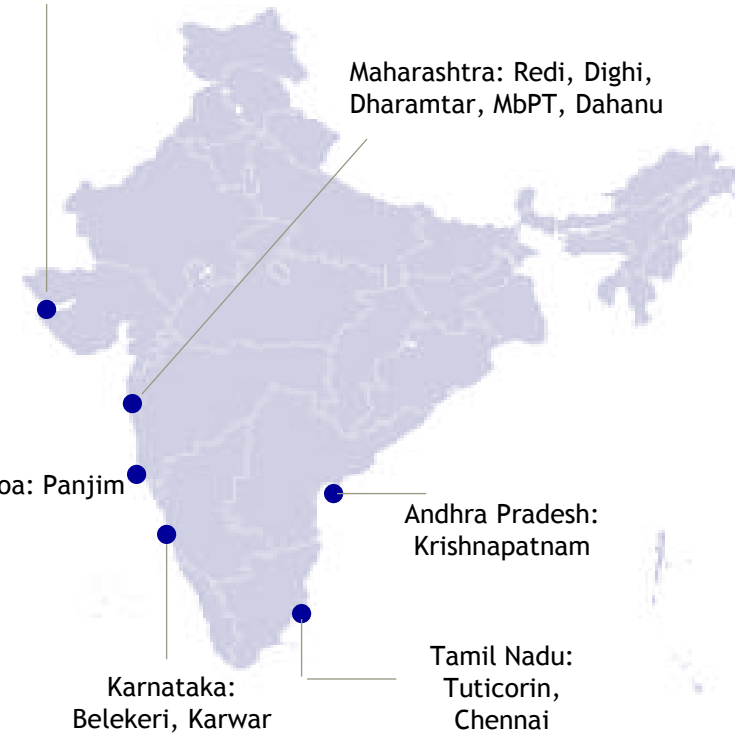 Maharashtra: Redi, Dighi,
Dharamtar, MbPT, Dahanu
oa: Panjim
Andhra Pradesh:
Krishnapatnam
Tamil Nadu:
Tuticorin,
Chennai
Karnataka:
Belekeri, Karwar